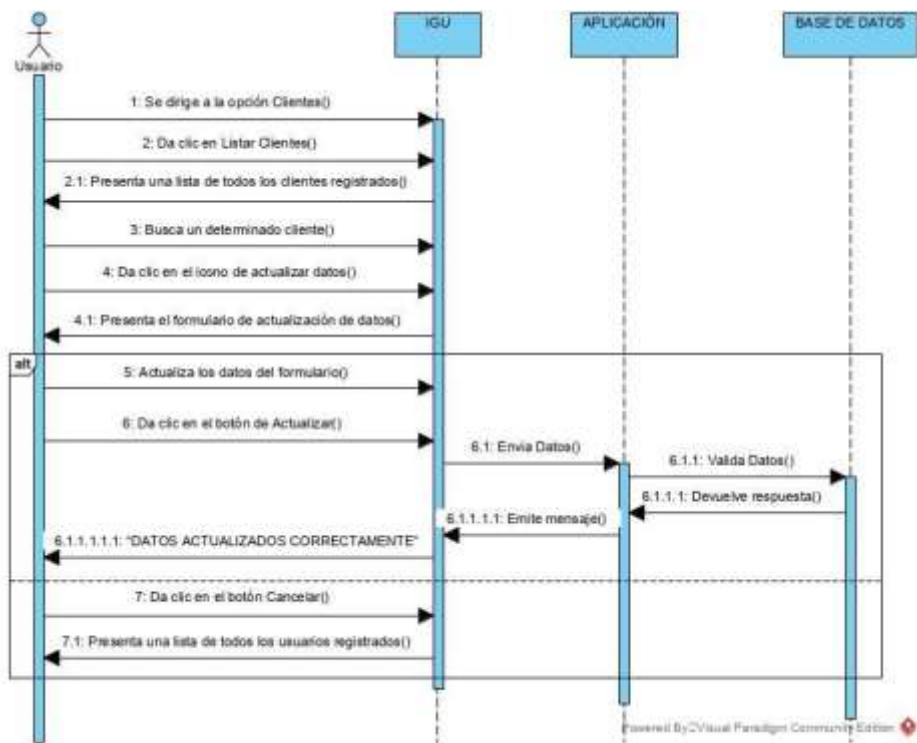 IGU
APLICACIÓN
BASE DE DATOS
Usuario
1: Se dirige a la opción Clientes()
2: Da clic en Listar Clientes()
2.1: Presenta una lista de todos los clientes registrados()
3: Busca un determinado cliente()
4: Da clic en el icono de actualizar datos()
4.1: Presenta el formulario de actualización de datos()
alt
5: Actualiza los datos del formulario()
6: Da clic en el botón de Actualizar()
6.1: Envia Datos()
6.1.1: Valida Datos()
6.1.1.1: Devuelve respuesta()
6.1.1.1.1: Emite mensaje()
6.1.1.1.1.1: "DATOS ACTUALIZADOS CORRECTAMENTE"
7: Da clic en el botón Cancelar()
7.1: Presenta una lista de todos los usuarios registrados()
Powered By Visual Paradigm Community Edition